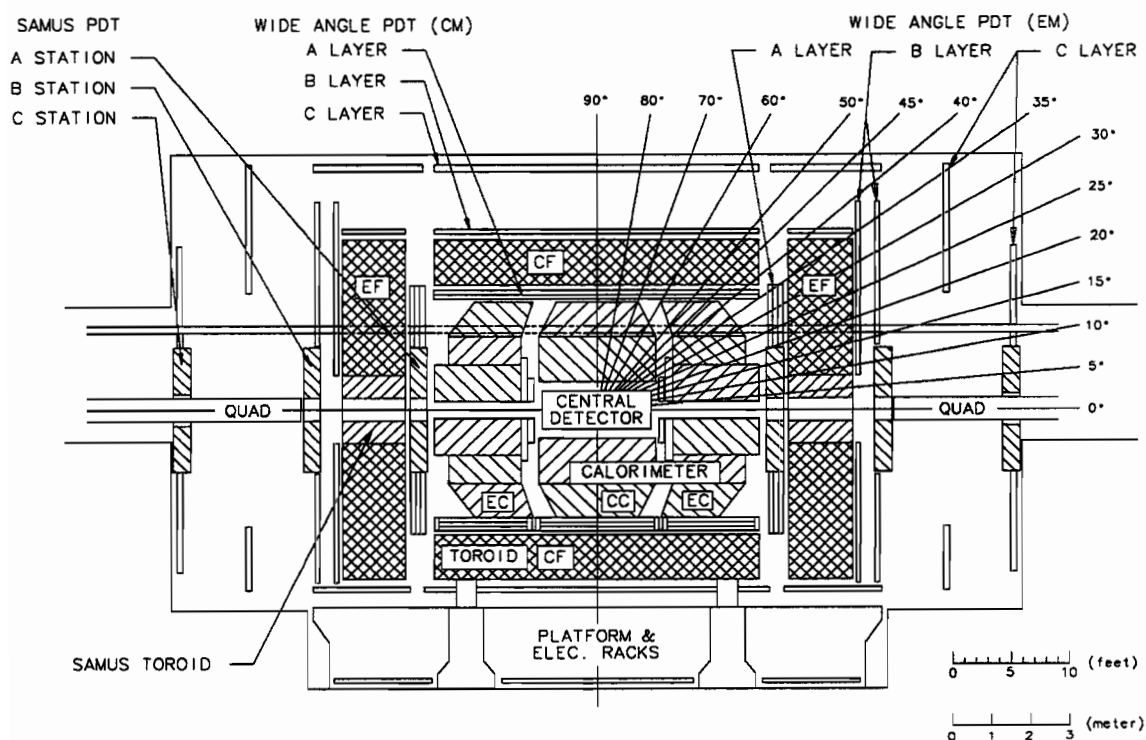 SAMUS PDT
A STATION
B STATION
C STATION
WIDE ANGLE PDT (CM)
A LAYER
B LAYER
C LAYER
WIDE ANGLE PDT (EM)
A LAYER
B LAYER
C LAYER
90°
80°
70°
60°
50°
45°
40°
35°
30°
25°
20°
15°
10°
5°
0°
CF
EF
EF
QUAD
CENTRAL
DETECTOR
QUAD
CALORIMETER
EC
CC
EC
TOROID
CF
SAMUS TOROID
PLATFORM &
ELEC. RACKS
0 5 10 (feet)
0 1 2 3 (meter)